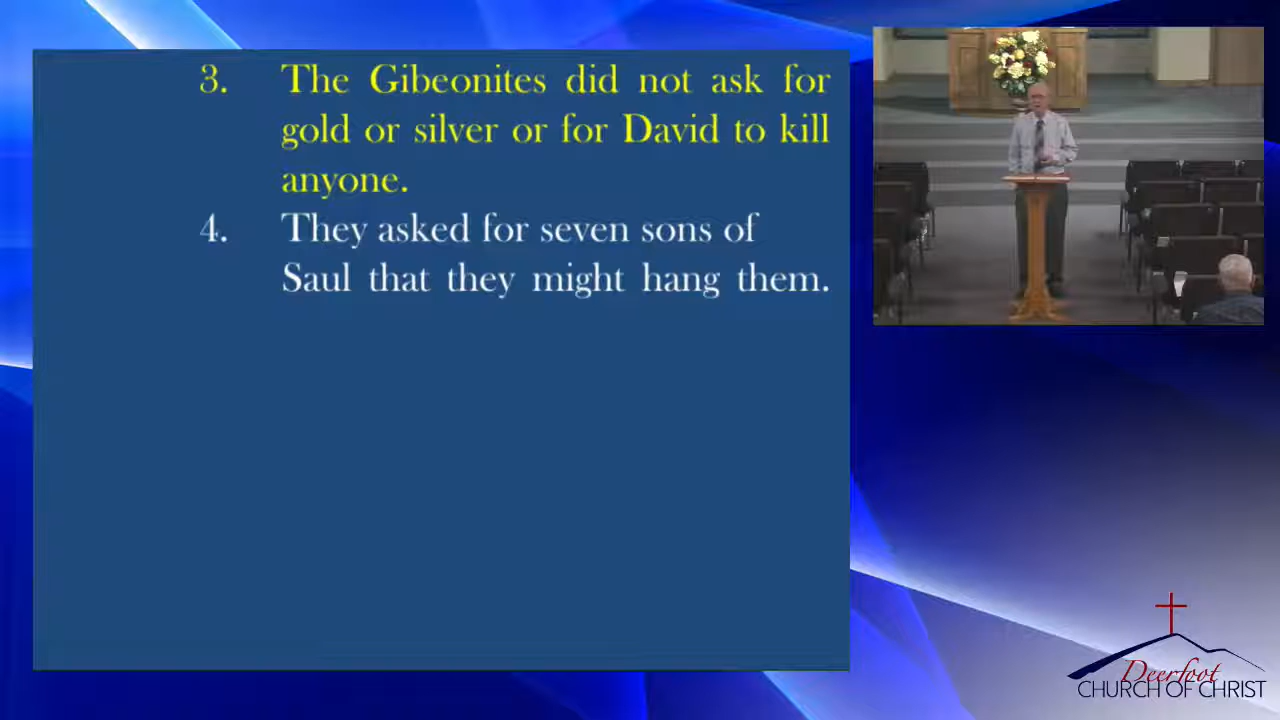 3. The Gibeonites did not ask for
gold or silver or for David to kill
anyone.
4. They asked for seven sons of
Saul that they might hang them.
Deerfoot
CHURCH OF CHRIST